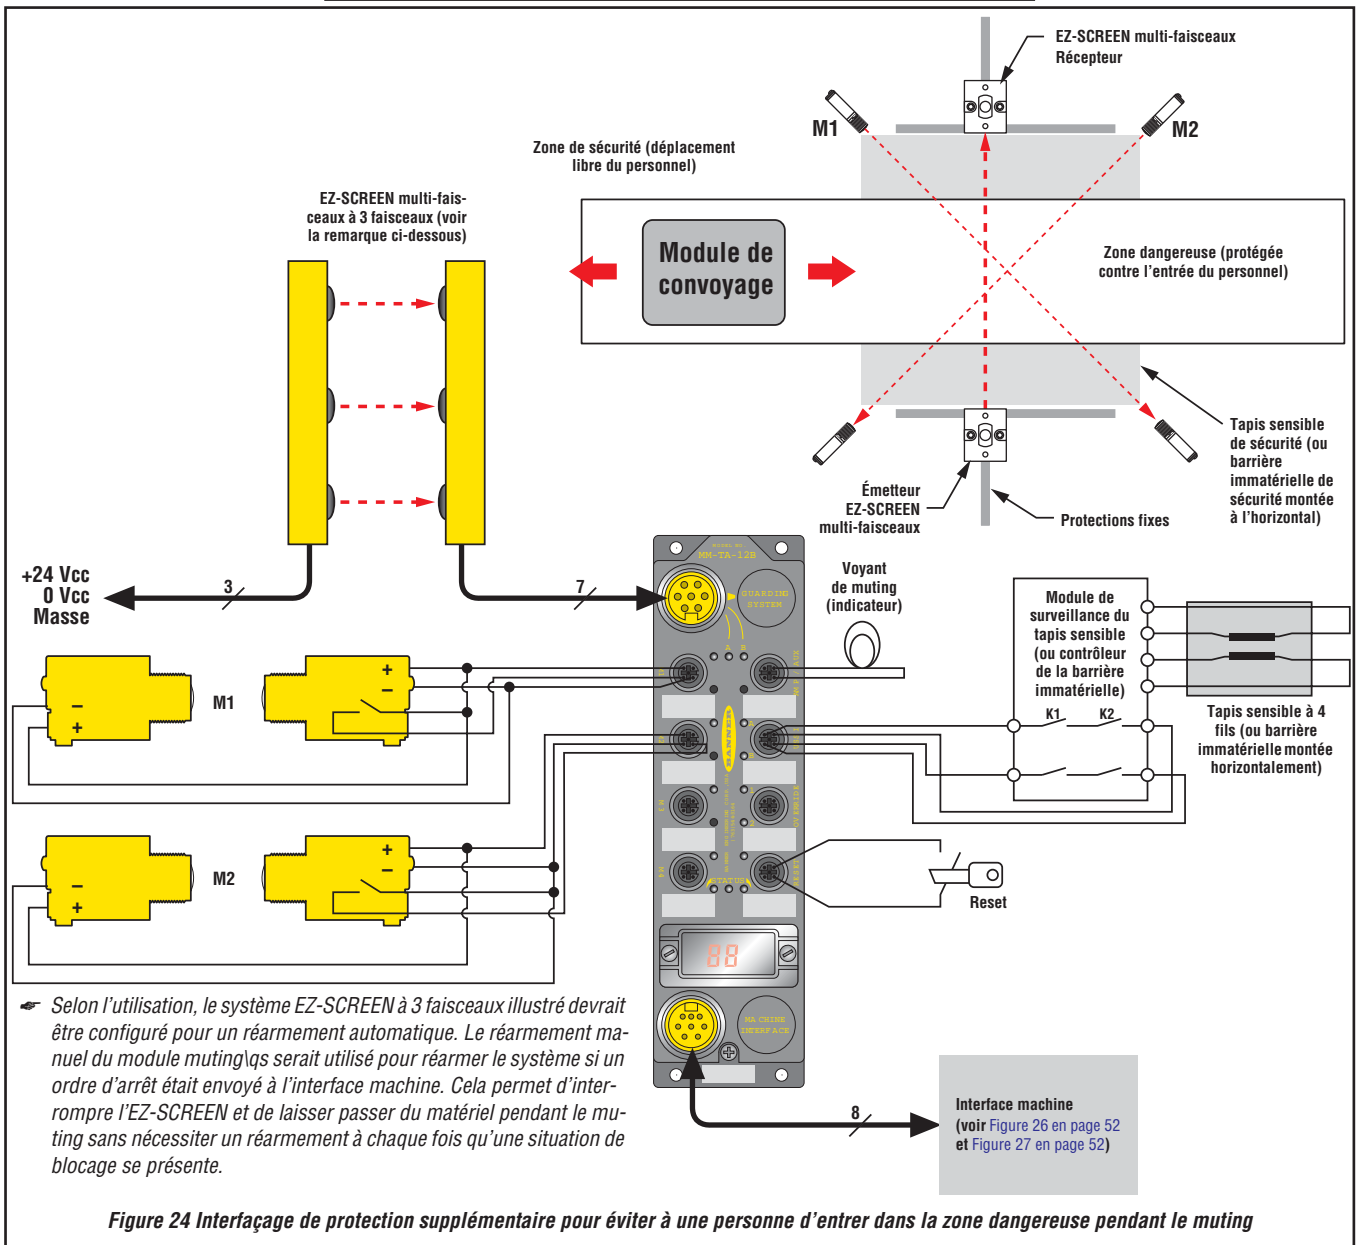 EZ-SCREEN multi-faisceaux
Récepteur
M1
M2
Zone de sécurité (déplacement
libre du personnel)
EZ-SCREEN multi-fais-
ceaux à 3 faisceaux (voir
la remarque ci-dessous)
Module de
convoyage
Zone dangereuse (protégée
contre l'entrée du personnel)
Tapis sensible
de sécurité (ou
barrière
immatérielle de
sécurité montée
à l'horizontal)
Émetteur
EZ-SCREEN
multi-faisceaux
Protections fixes
+24 Vcc
0 Vcc
Masse
3
7
MM-TA-12B
GUARDING
SYSTEM
Voyant
de muting
(indicateur)
Module de
surveillance du
tapis sensible
(ou contrôleur
de la barrière
immatérielle)
K1
K2
Tapis sensible à 4
fils (ou barrière
immatérielle montée
horizontalement)
M1
+
–
–
+
BANNER
M2
+
–
–
+
M3
M4
STATUS
Reset
88
MACHINE
INTERFACE
8
Interface machine
(voir Figure 26 en page 52
et Figure 27 en page 52)
☛ Selon l'utilisation, le système EZ-SCREEN à 3 faisceaux illustré devrait
être configuré pour un réarmement automatique. Le réarmement ma-
nuel du module muting\qs serait utilisé pour réarmer le système si un
ordre d'arrêt était envoyé à l'interface machine. Cela permet d'inter-
rompre l'EZ-SCREEN et de laisser passer du matériel pendant le mu-
ting sans nécessiter un réarmement à chaque fois qu'une situation de
blocage se présente.
Figure 24 Interfaçage de protection supplémentaire pour éviter à une personne d'entrer dans la zone dangereuse pendant le muting